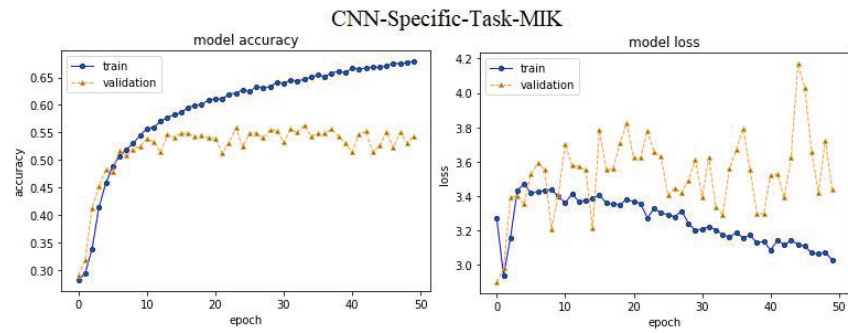 CNN-Specific-Task-MIK
model accuracy
train
validation
0.65
0.60
0.55
0.50
0.45
0.40
0.35
0.30
accuracy
0
10
20
30
40
50
epoch
model loss
train
validation
4.2
4.0
3.8
3.6
3.4
3.2
3.0
loss
0
10
20
30
40
50
epoch